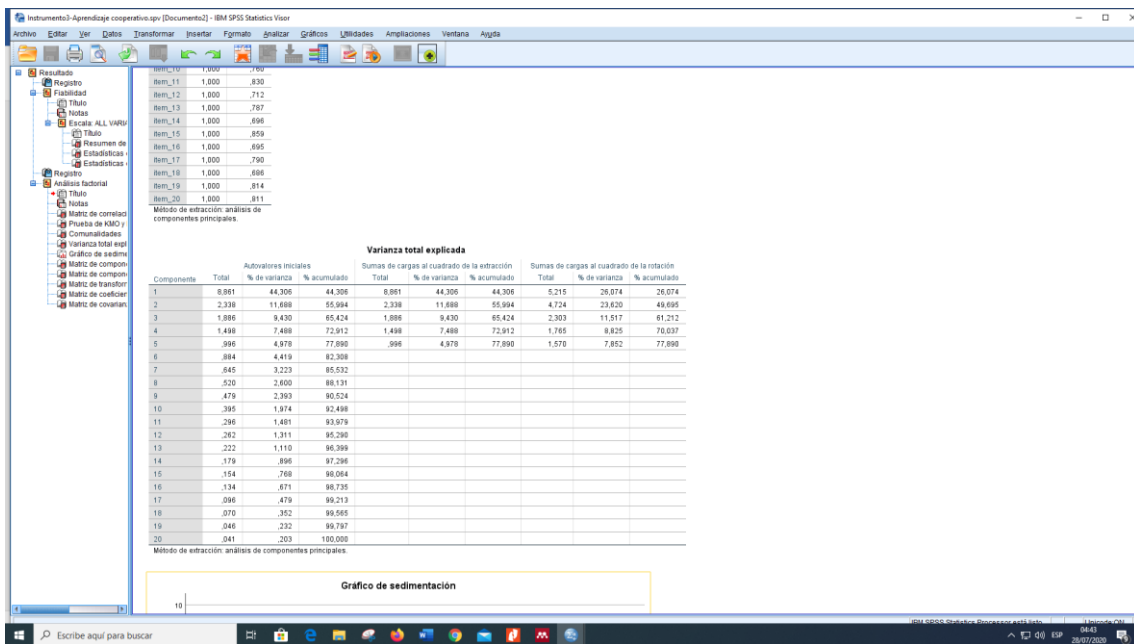 Instrumento3-Aprendizaje cooperativo.spv [Documento2] - IBM SPSS Statistics Visor
Archivo Editar Ver Datos Transformar Insertar Formato Analizar Gráficos Utilidades Ampliaciones Ventana Ayuda
Resultado
Registro
Fiabilidad
Título
Notas
Escala: ALL VARIA
Título
Resumen de
Estadísticas
Estadísticas
Registro
Análisis factorial
Título
Notas
Matriz de correlaci
Prueba de KMO y
Comunalidades
Varianza total expl
Gráfico de sedime
Matriz de compon
Matriz de compon
Matriz de transfor
Matriz de coeficien
Matriz de covarian
item_10 1,000 ,760
item_11 1,000 ,830
item_12 1,000 ,712
item_13 1,000 ,787
item_14 1,000 ,696
item_15 1,000 ,859
item_16 1,000 ,695
item_17 1,000 ,790
item_18 1,000 ,686
item_19 1,000 ,814
item_20 1,000 ,811
Método de extracción: análisis de
componentes principales.
Varianza total explicada
Autovalores iniciales Sumas de cargas al cuadrado de la extracción Sumas de cargas al cuadrado de la rotación
Componente Total % de varianza % acumulado Total % de varianza % acumulado Total % de varianza % acumulado
1 8,861 44,306 44,306 8,861 44,306 44,306 5,215 26,074 26,074
2 2,338 11,688 55,994 2,338 11,688 55,994 4,724 23,620 49,695
3 1,886 9,430 65,424 1,886 9,430 65,424 2,303 11,517 61,212
4 1,498 7,488 72,912 1,498 7,488 72,912 1,765 8,825 70,037
5 ,996 4,978 77,890 ,996 4,978 77,890 1,570 7,852 77,890
6 ,884 4,419 82,308
7 ,645 3,223 85,532
8 ,520 2,600 88,131
9 ,479 2,393 90,524
10 ,395 1,974 92,498
11 ,296 1,481 93,979
12 ,262 1,311 95,290
13 ,222 1,110 96,399
14 ,179 ,896 97,296
15 ,154 ,768 98,064
16 ,134 ,671 98,735
17 ,096 ,479 99,213
18 ,070 ,352 99,565
19 ,046 ,232 99,797
20 ,041 ,203 100,000
Método de extracción: análisis de componentes principales.
Gráfico de sedimentación
10
IBM SPSS Statistics Processor está listo Unicode:ON
Escribe aquí para buscar
ESP
04:43
28/07/2020